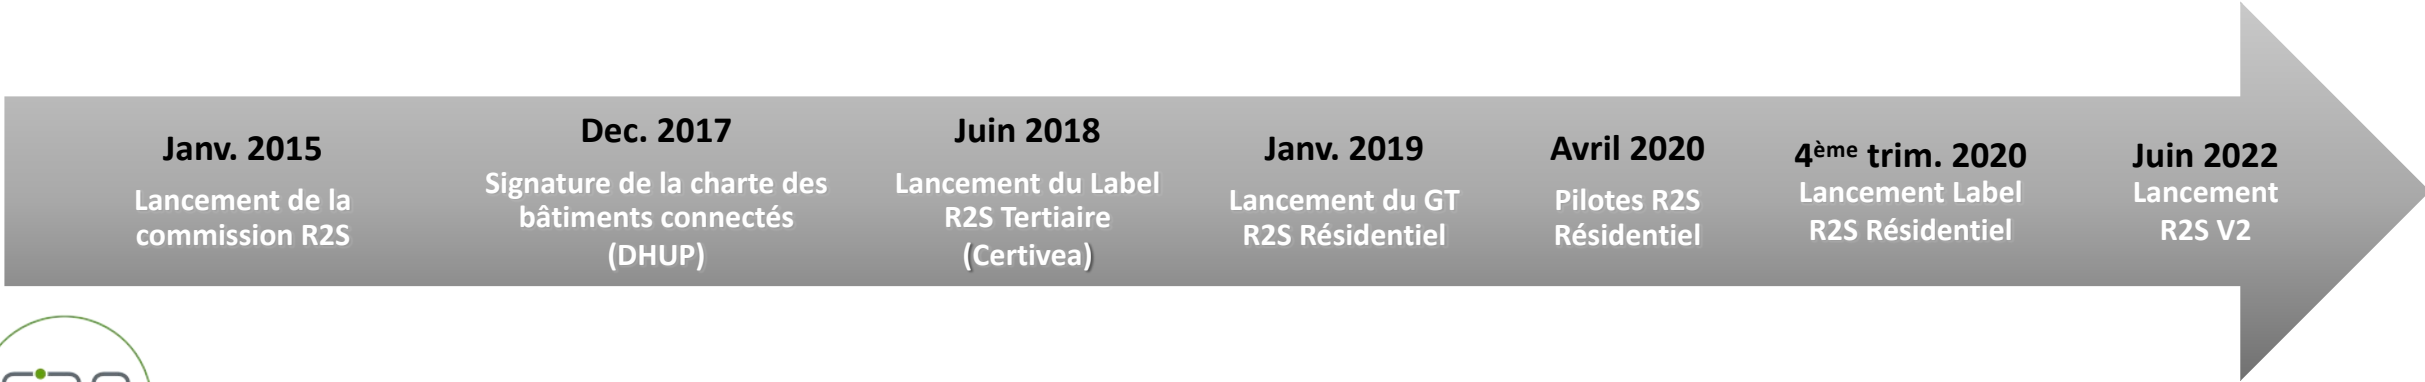 Janv. 2015
Lancement de la
commission R2S
Dec. 2017
Signature de la charte des
bâtiments connectés
(DHUP)
Juin 2018
Lancement du Label
R2S Tertiaire
(Certivea)
Janv. 2019
Lancement du GT
R2S Résidentiel
Avril 2020
Pilotes R2S
Résidentiel
4ème trim. 2020
Lancement Label
R2S Résidentiel
Juin 2022
Lancement
R2S V2